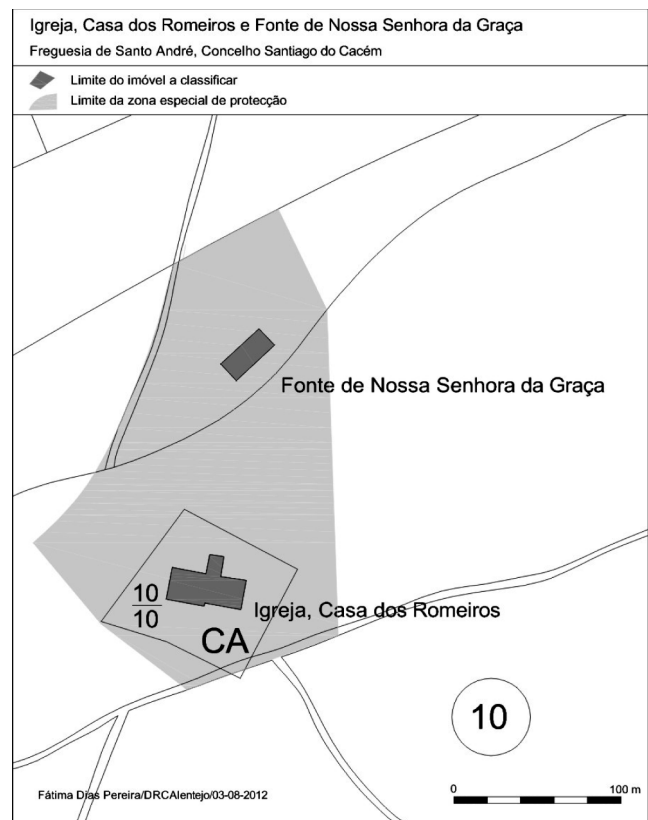 Igreja, Casa dos Romeiros e Fonte de Nossa Senhora da Graça
Freguesia de Santo André, Concelho Santiago do Cacém
Limite do imóvel a classificar
Limite da zona especial de protecção
Fonte de Nossa Senhora da Graça
10
10
Igreja, Casa dos Romeiros
CA
10
Fátima Dias Pereira/DRCAlentejo/03-08-2012
0 100 m